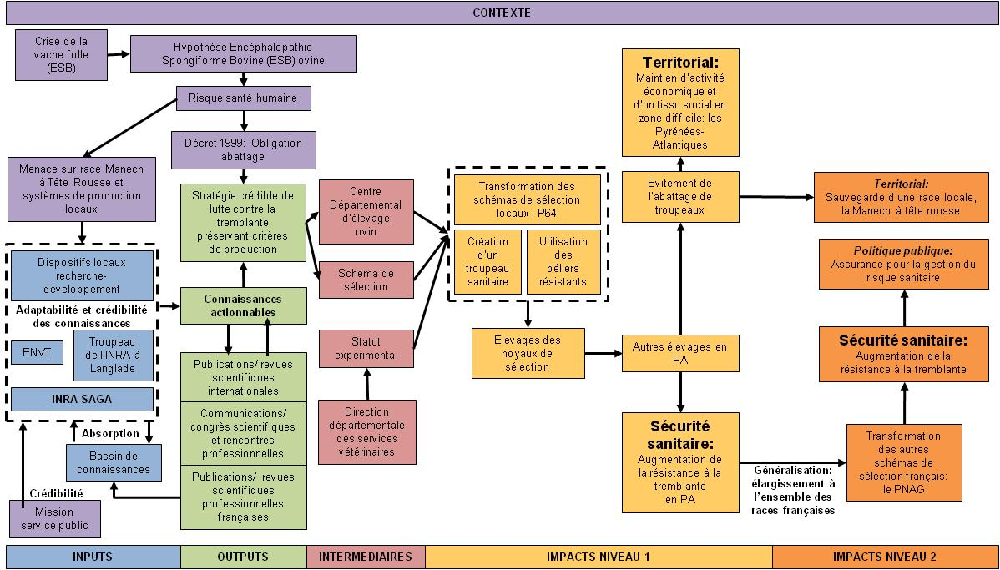 CONTEXTE
Crise de la
vache folle
(ESB)
Hypothèse Encéphalopathie
Spongiforme Bovine (ESB) ovine
Risque santé humaine
Décret 1999: Obligation
abattage
Menace sur race Manech
à Tête Rousse et
systèmes de production
locaux
Dispositifs locaux
recherche-
développement
Adaptabilité et crédibilité
des connaissances
ENVT
Troupeau
de l'INRA à
Langlade
INRA SAGA
Absorption
Bassin de
connaissances
Crédibilité
Mission
service public
Stratégie crédible de
lutte contre la
tremblante
préservant critères
de production
Connaissances
actionnables
Publications/ revues
scientifiques
internationales
Communications/
congrès scientifiques
et rencontres
professionnelles
Publications/ revues
scientifiques
professionnelles
françaises
Centre
Départemental
d'élevage
ovin
Schéma de
sélection
Statut
expérimental
Direction
départementale
des services
vétérinaires
Transformation des
schémas de sélection
locaux : P64
Création
d'un
troupeau
sanitaire
Utilisation
des
béliers
résistants
Elevages des
noyaux de
sélection
Territorial:
Maintien d'activité
économique et
d'un tissu social en
zone difficile: les
Pyrénées-
Atlantiques
Evitement de
l'abattage de
troupeaux
Autres élevages en
PA
Sécurité
sanitaire:
Augmentation de
la résistance à la
tremblante
en PA
Généralisation:
élargissement à
l'ensemble des
races françaises
Territorial:
Sauvegarde d'une race locale,
la Manech à tête rousse
Politique publique:
Assurance pour la gestion du
risque sanitaire
Sécurité sanitaire:
Augmentation de la
résistance à la tremblante
Transformation
des autres
schémas de
sélection français:
le PNAG
INPUTS
OUTPUTS
INTERMEDIAIRES
IMPACTS NIVEAU 1
IMPACTS NIVEAU 2